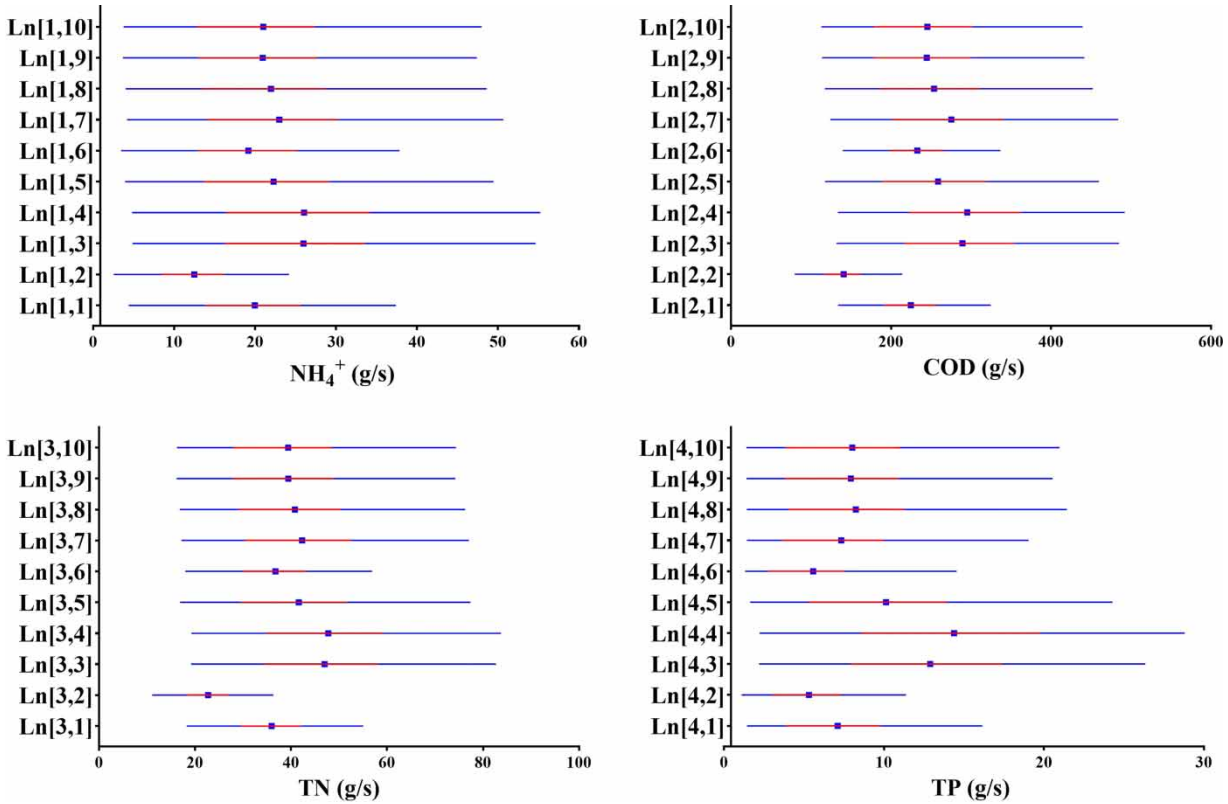 Ln[1,10]
Ln[1,9]
Ln[1,8]
Ln[1,7]
Ln[1,6]
Ln[1,5]
Ln[1,4]
Ln[1,3]
Ln[1,2]
Ln[1,1]
0 10 20 30 40 50 60
NH₄⁺ (g/s)
Ln[2,10]
Ln[2,9]
Ln[2,8]
Ln[2,7]
Ln[2,6]
Ln[2,5]
Ln[2,4]
Ln[2,3]
Ln[2,2]
Ln[2,1]
0 200 400 600
COD (g/s)
Ln[3,10]
Ln[3,9]
Ln[3,8]
Ln[3,7]
Ln[3,6]
Ln[3,5]
Ln[3,4]
Ln[3,3]
Ln[3,2]
Ln[3,1]
0 20 40 60 80 100
TN (g/s)
Ln[4,10]
Ln[4,9]
Ln[4,8]
Ln[4,7]
Ln[4,6]
Ln[4,5]
Ln[4,4]
Ln[4,3]
Ln[4,2]
Ln[4,1]
0 10 20 30
TP (g/s)